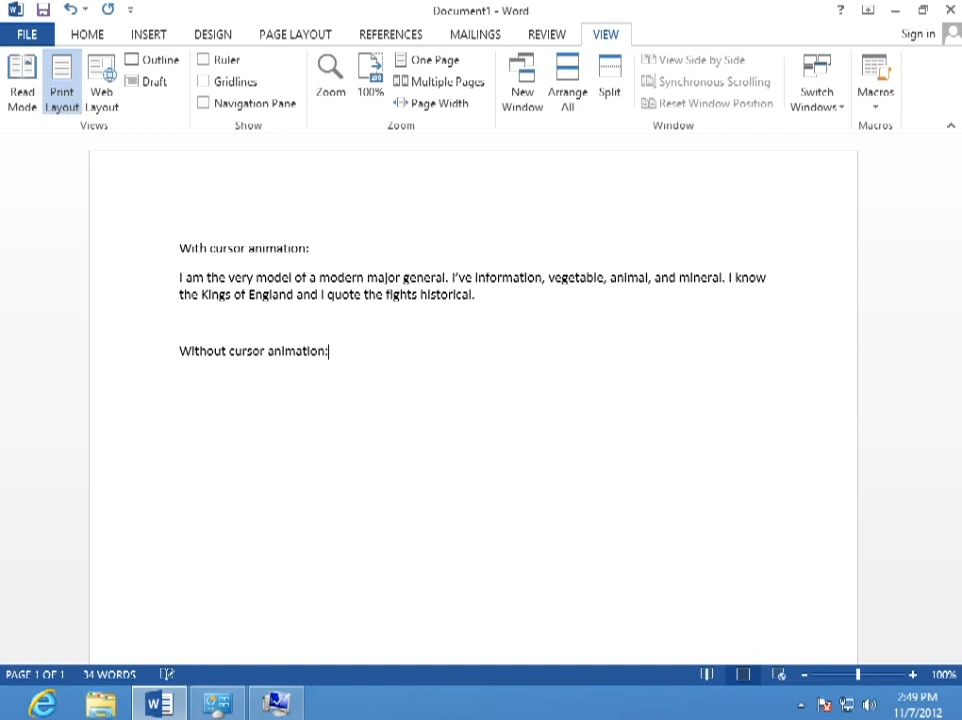 Document1 - Word
?
FILE HOME INSERT DESIGN PAGE LAYOUT REFERENCES MAILINGS REVIEW VIEW Sign in
Read Mode
Print Layout
Web Layout
Outline
Draft
Views
Ruler
Gridlines
Navigation Pane
Show
Zoom
100%
One Page
Multiple Pages
Page Width
Zoom
New Window
Arrange All
Split
View Side by Side
Synchronous Scrolling
Reset Window Position
Window
Switch Windows
Macros
Macros
With cursor animation:
I am the very model of a modern major general. I've information, vegetable, animal, and mineral. I know
the Kings of England and I quote the fights historical.
Without cursor animation:
PAGE 1 OF 1 34 WORDS 100%
2:49 PM
11/7/2012